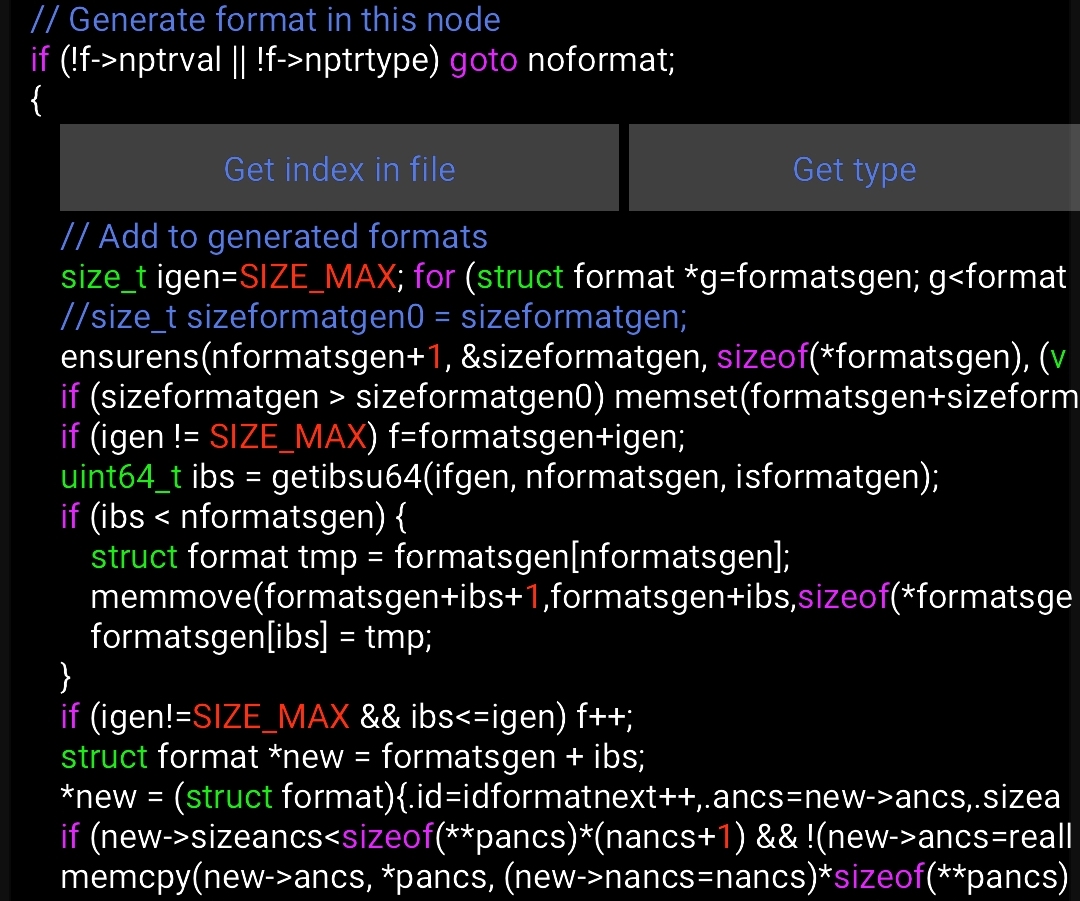 // Generate format in this node
if (!f->nptrval || !f->nptrtype) goto noformat;
{
Get index in file
Get type
// Add to generated formats
size_t igen=SIZE_MAX; for (struct format *g=formatsgen; g<format
//size_t sizeformatgen0 = sizeformatgen;
ensurens(nformatsgen+1, &sizeformatgen, sizeof(*formatsgen), (v
if (sizeformatgen > sizeformatgen0) memset(formatsgen+sizeform
if (igen != SIZE_MAX) f=formatsgen+igen;
uint64_t ibs = getibsu64(ifgen, nformatsgen, isformatgen);
if (ibs < nformatsgen) {
struct format tmp = formatsgen[nformatsgen];
memmove(formatsgen+ibs+1,formatsgen+ibs,sizeof(*formatsge
formatsgen[ibs] = tmp;
}
if (igen!=SIZE_MAX && ibs<=igen) f++;
struct format *new = formatsgen + ibs;
*new = (struct format){.id=idformatnext++,.ancs=new->ancs,.sizea
if (new->sizeancs<sizeof(**pancs)*(nancs+1) && !(new->ancs=reall
memcpy(new->ancs, *pancs, (new->nancs=nancs)*sizeof(**pancs)